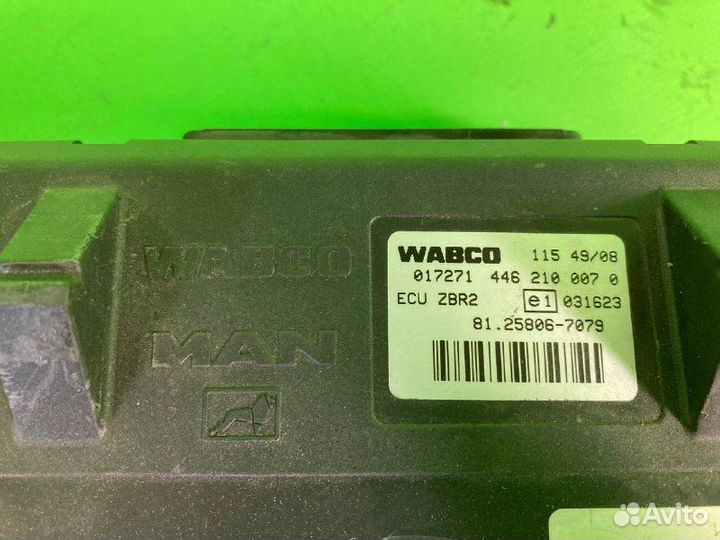 WABCO
MAN
WABCO 115 49/08
017271 446 210 007 0
ECU ZBR2 e1 031623
81.25806-7079
Avito